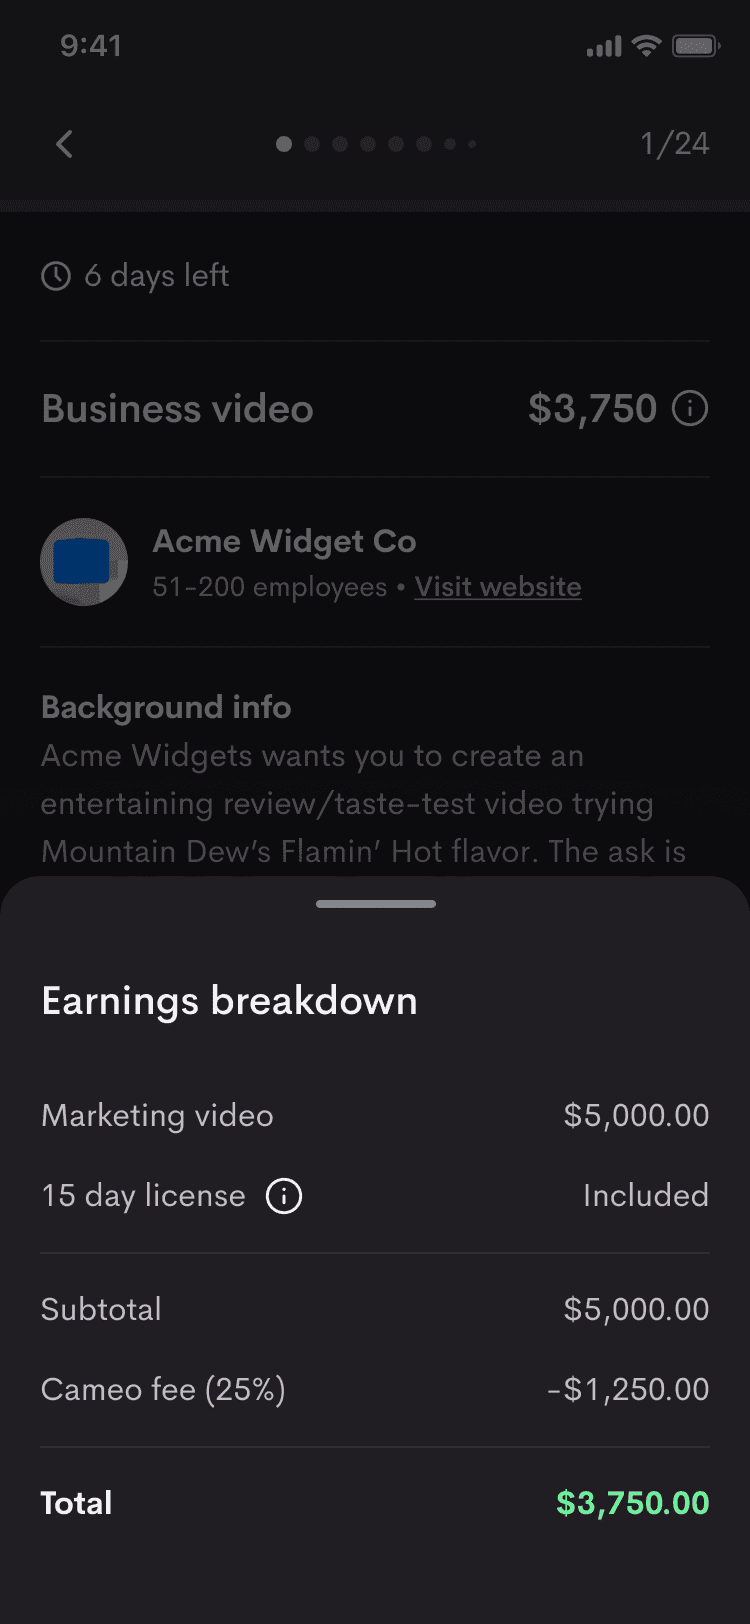 9:41
1/24
6 days left
Business video $3,750
Acme Widget Co
51-200 employees • Visit website
Background info
Acme Widgets wants you to create an
entertaining review/taste-test video trying
Mountain Dew’s Flamin’ Hot flavor. The ask is
Earnings breakdown
Marketing video $5,000.00
15 day license Included
Subtotal $5,000.00
Cameo fee (25%) -$1,250.00
Total $3,750.00